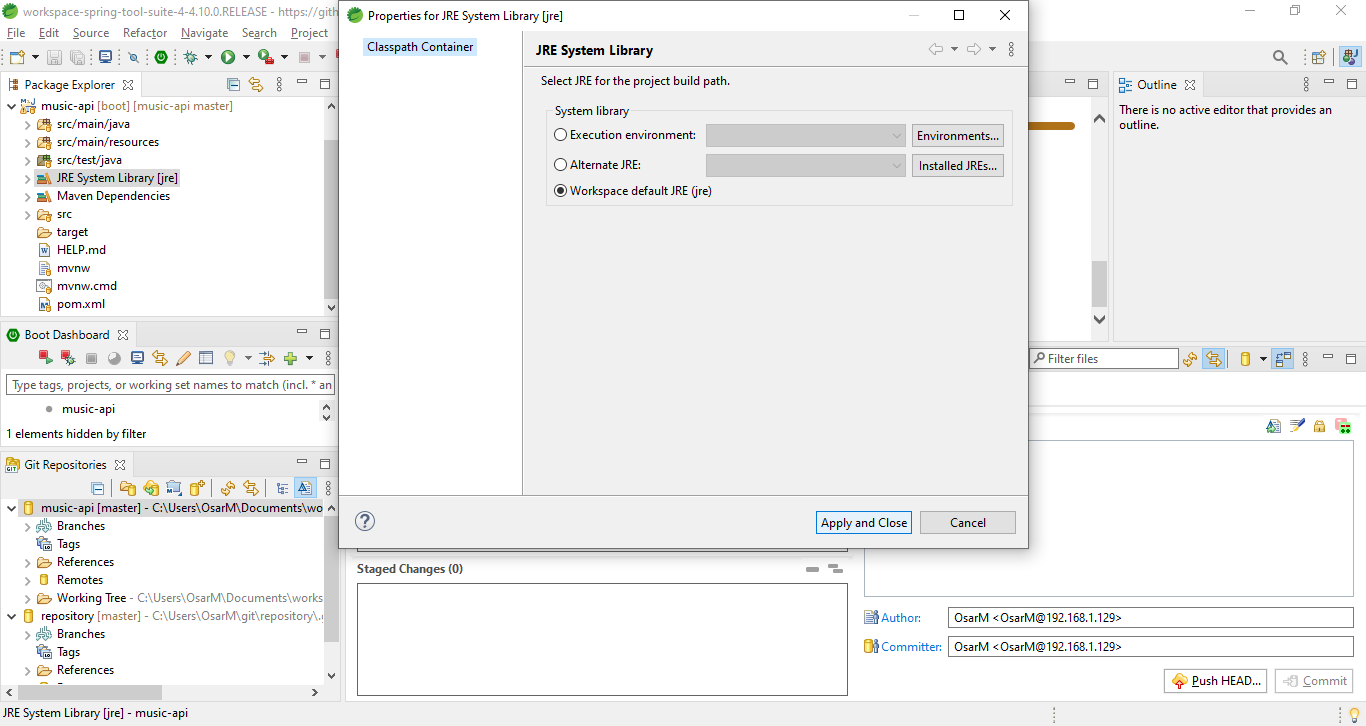 workspace-spring-tool-suite-4-4.10.0.RELEASE - https://gith
File Edit Source Refactor Navigate Search Project
Package Explorer
music-api [boot] [music-api master]
src/main/java
src/main/resources
src/test/java
JRE System Library [jre]
Maven Dependencies
src
target
HELP.md
mvnw
mvnw.cmd
pom.xml
Boot Dashboard
Type tags, projects, or working set names to match (incl. * an
music-api
1 elements hidden by filter
Git Repositories
music-api [master] - C:\Users\OsarM\Documents\wo
Branches
Tags
References
Remotes
Working Tree - C:\Users\OsarM\Documents\works
repository [master] - C:\Users\OsarM\git\repository\.g
Branches
Tags
References
JRE System Library [jre] - music-api
Properties for JRE System Library [jre]
Classpath Container
JRE System Library
Select JRE for the project build path.
System library
Execution environment:
Environments...
Alternate JRE:
Installed JREs...
Workspace default JRE (jre)
Apply and Close
Cancel
Outline
There is no active editor that provides an
outline.
Filter files
Staged Changes (0)
Author:
OsarM <OsarM@192.168.1.129>
Committer:
OsarM <OsarM@192.168.1.129>
Push HEAD...
Commit